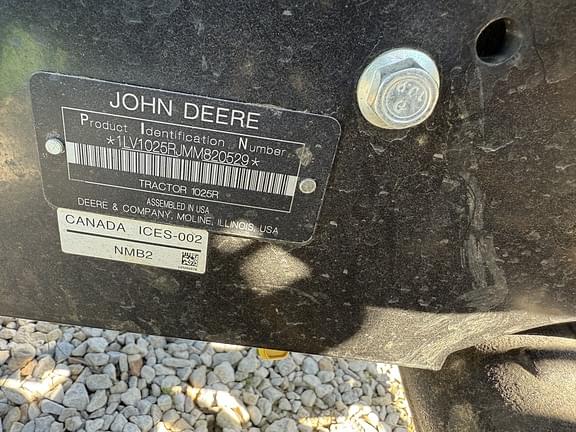 JOHN DEERE
Product Identification Number
*1LV1025RJMM820529*
TRACTOR 1025R
ASSEMBLED IN USA
DEERE & COMPANY, MOLINE, ILLINOIS, USA
CANADA ICES-002
NMB2